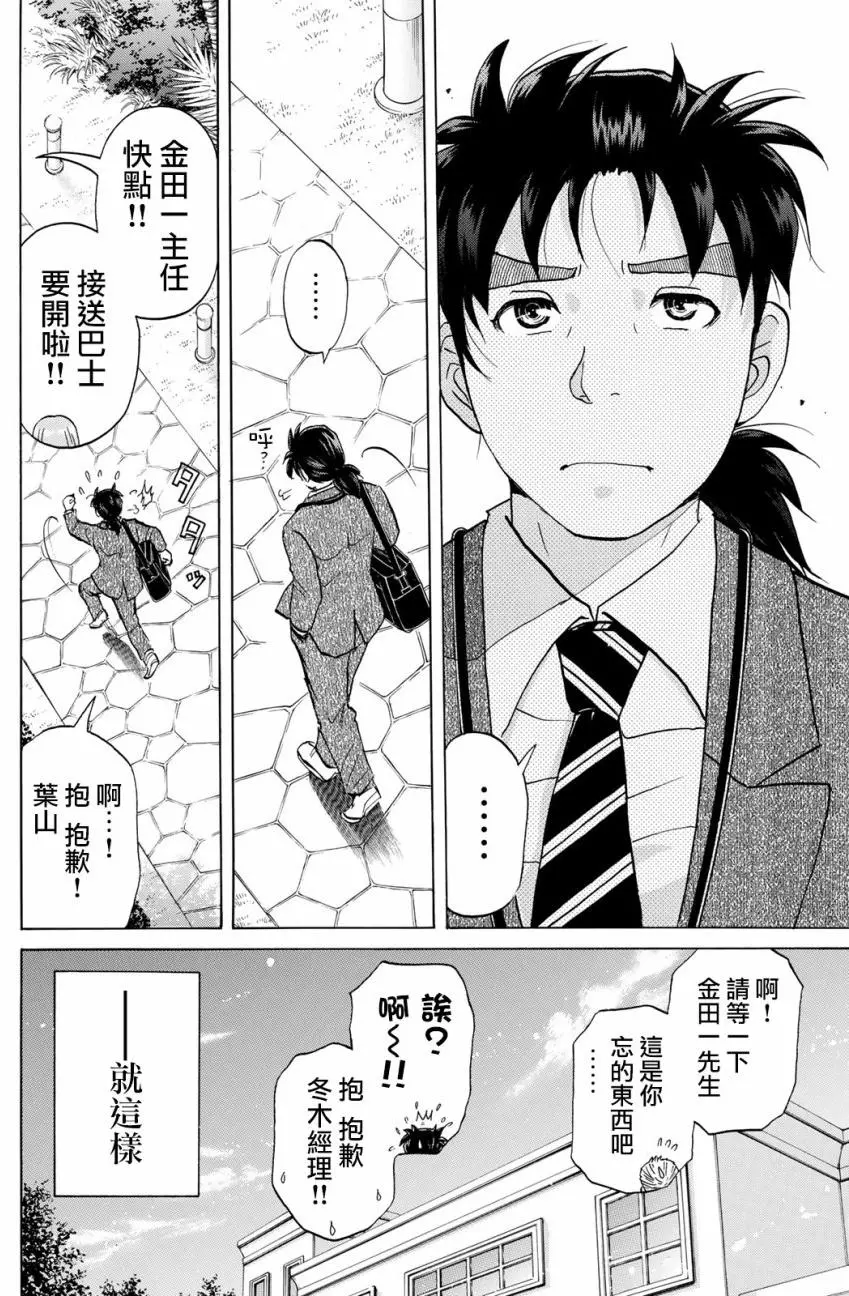 ……
……
呼~
金田一主任
快點!!
接送巴士
要開啦!!
啊…!
抱 抱歉!
葉山
啊!
請等一下
金田一先生
這是你
忘的東西吧
……
誒?
啊~!!
抱 抱歉
冬木經理!!
——就這樣